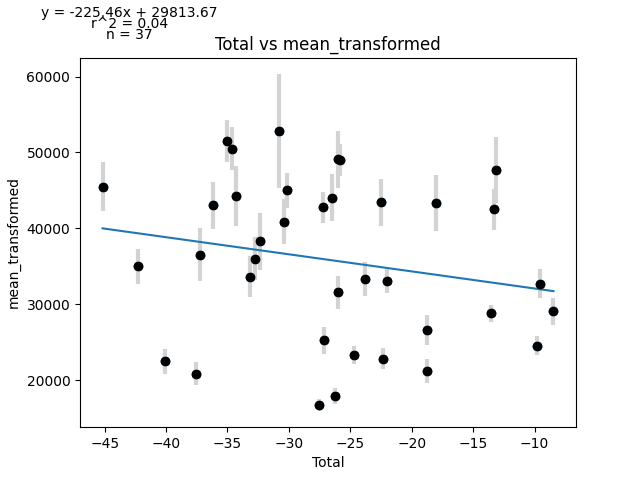 y = -225.46x + 29813.67
r^2 = 0.04
n = 37
Total vs mean_transformed
60000
50000
40000
30000
20000
mean_transformed
−45
−40
−35
−30
−25
−20
−15
−10
Total